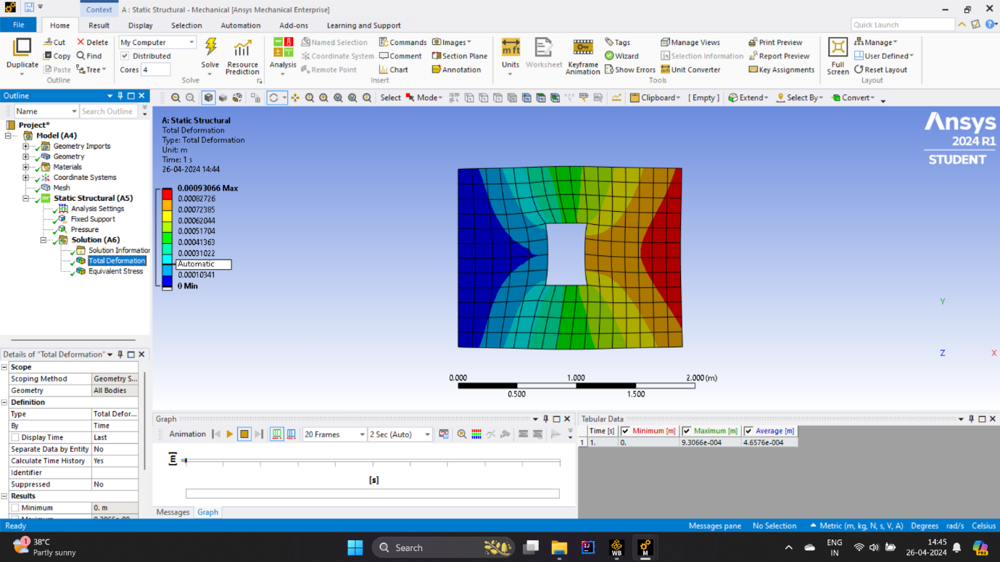 Context A : Static Structural - Mechanical [Ansys Mechanical Enterprise]
File Home Result Display Selection Automation Add-ons Learning and Support Quick Launch
Cut Delete My Computer Named Selection Commands Images Tags Manage Views Print Preview Manage
Copy Find Distributed Coordinate System Comment Section Plane Wizard Selection Information Report Preview User Defined
Paste Tree Cores 4 Remote Point Chart Annotation Show Errors Unit Converter Key Assignments Reset Layout
Duplicate Solve Resource Prediction Analysis Units Worksheet Keyframe Animation Full Screen
Outline Solve Insert Tools Layout
Outline Select Mode Clipboard [ Empty ] Extend Select By Convert
Name Search Outline
Project*
Model (A4)
Geometry Imports
Geometry
Materials
Coordinate Systems
Mesh
Static Structural (A5)
Analysis Settings
Fixed Support
Pressure
Solution (A6)
Solution Information
Total Deformation
Equivalent Stress
A: Static Structural
Total Deformation
Type: Total Deformation
Unit: m
Time: 1 s
26-04-2024 14:44
0.00093066 Max
0.00082726
0.00072385
0.00062044
0.00051704
0.00041363
0.00031022
Automatic
0.00010341
0 Min
Ansys
2024 R1
STUDENT
Y
Z X
0.000 1.000 2.000 (m)
0.500 1.500
Details of "Total Deformation"
Scope
Scoping Method Geometry S...
Geometry All Bodies
Definition
Type Total Defor...
By Time
Display Time Last
Separate Data by Entity No
Calculate Time History Yes
Identifier
Suppressed No
Results
Minimum 0. m
Graph
Animation 20 Frames 2 Sec (Auto)
[m]
[s]
Messages Graph
Tabular Data
Time [s] Minimum [m] Maximum [m] Average [m]
1 1. 0. 9.3066e-004 4.6576e-004
Ready Messages pane No Selection Metric (m, kg, N, s, V, A) Degrees rad/s Celsius
1 38°C
Partly sunny
Search
WB M
ENG
IN
14:45
26-04-2024
PRE